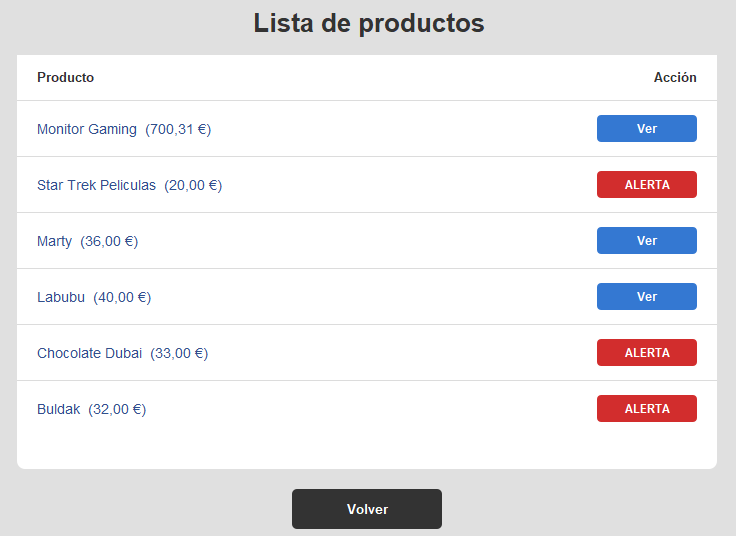 Lista de productos
Producto Acción
Monitor Gaming (700,31 €) Ver
Star Trek Peliculas (20,00 €) ALERTA
Marty (36,00 €) Ver
Labubu (40,00 €) Ver
Chocolate Dubai (33,00 €) ALERTA
Buldak (32,00 €) ALERTA
Volver